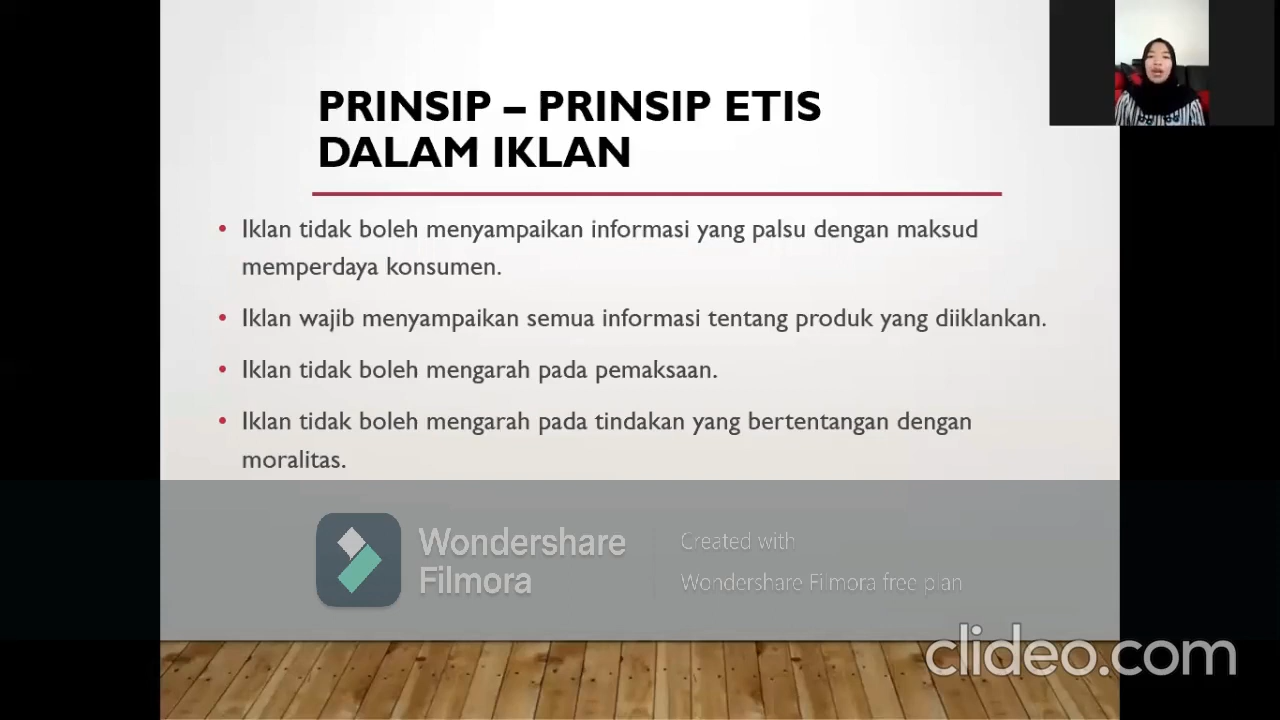 PRINSIP – PRINSIP ETIS
DALAM IKLAN
• Iklan tidak boleh menyampaikan informasi yang palsu dengan maksud
memperdaya konsumen.
• Iklan wajib menyampaikan semua informasi tentang produk yang diiklankan.
• Iklan tidak boleh mengarah pada pemaksaan.
• Iklan tidak boleh mengarah pada tindakan yang bertentangan dengan
moralitas.
Wondershare
Filmora
Created with
Wondershare Filmora free plan
clideo.com